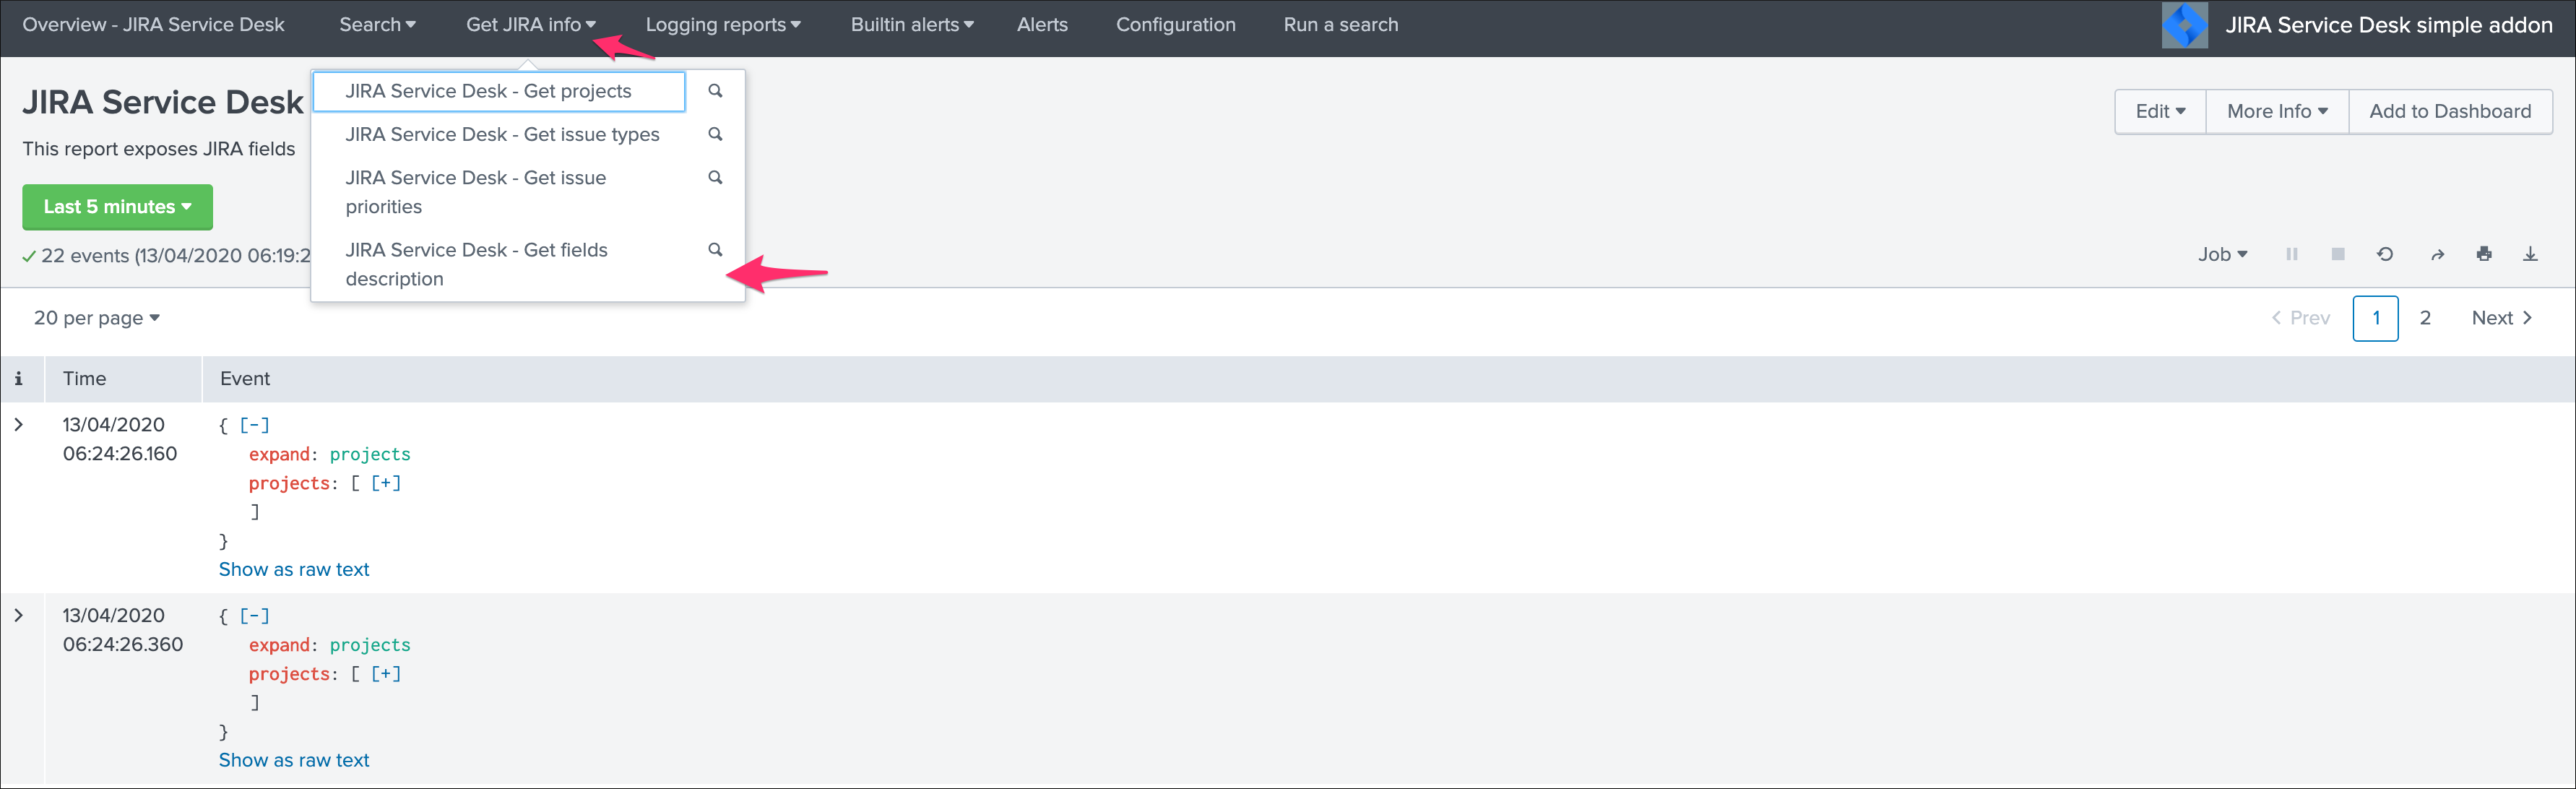 Overview - JIRA Service Desk Search Get JIRA info Logging reports Builtin alerts Alerts Configuration Run a search JIRA Service Desk simple addon
JIRA Service Desk
This report exposes JIRA fields
Last 5 minutes
22 events (13/04/2020 06:19:2
JIRA Service Desk - Get projects
JIRA Service Desk - Get issue types
JIRA Service Desk - Get issue
priorities
JIRA Service Desk - Get fields
description
Edit More Info Add to Dashboard
Job
20 per page
Prev 1 2 Next
i Time Event
13/04/2020
06:24:26.160
{ [-]
expand: projects
projects: [ [+]
]
}
Show as raw text
13/04/2020
06:24:26.360
{ [-]
expand: projects
projects: [ [+]
]
}
Show as raw text